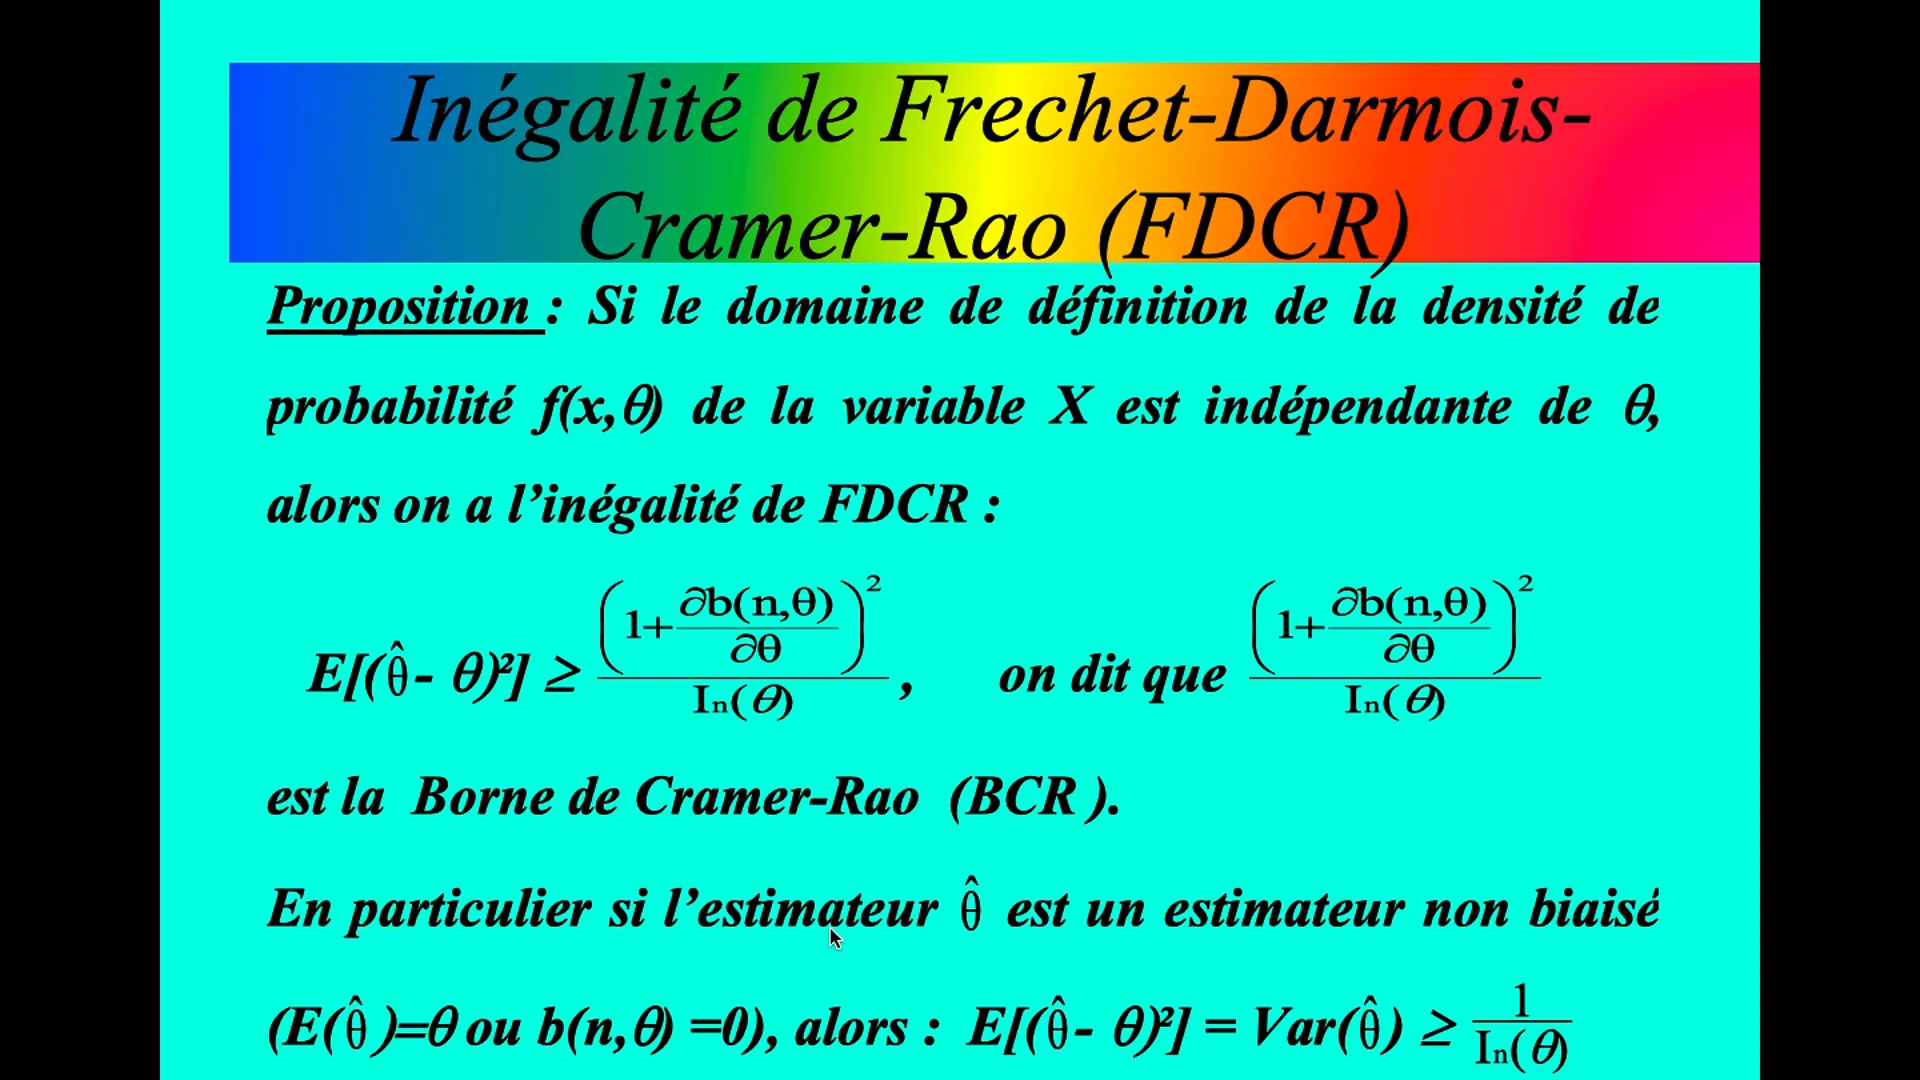 Inégalité de Frechet-Darmois-
Cramer-Rao (FDCR)
Proposition : Si le domaine de définition de la densité de
probabilité f(x,θ) de la variable X est indépendante de θ,
alors on a l’inégalité de FDCR :
E[(θ̂ - θ)²] ≥ (1+∂b(n,θ)/∂θ)²/In(θ) , on dit que (1+∂b(n,θ)/∂θ)²/In(θ)
est la Borne de Cramer-Rao (BCR ).
En particulier si l’estimateur θ̂ est un estimateur non biaisé
(E(θ̂ )=θ ou b(n,θ) =0), alors : E[(θ̂ - θ)²] = Var(θ̂ ) ≥ 1/In(θ)